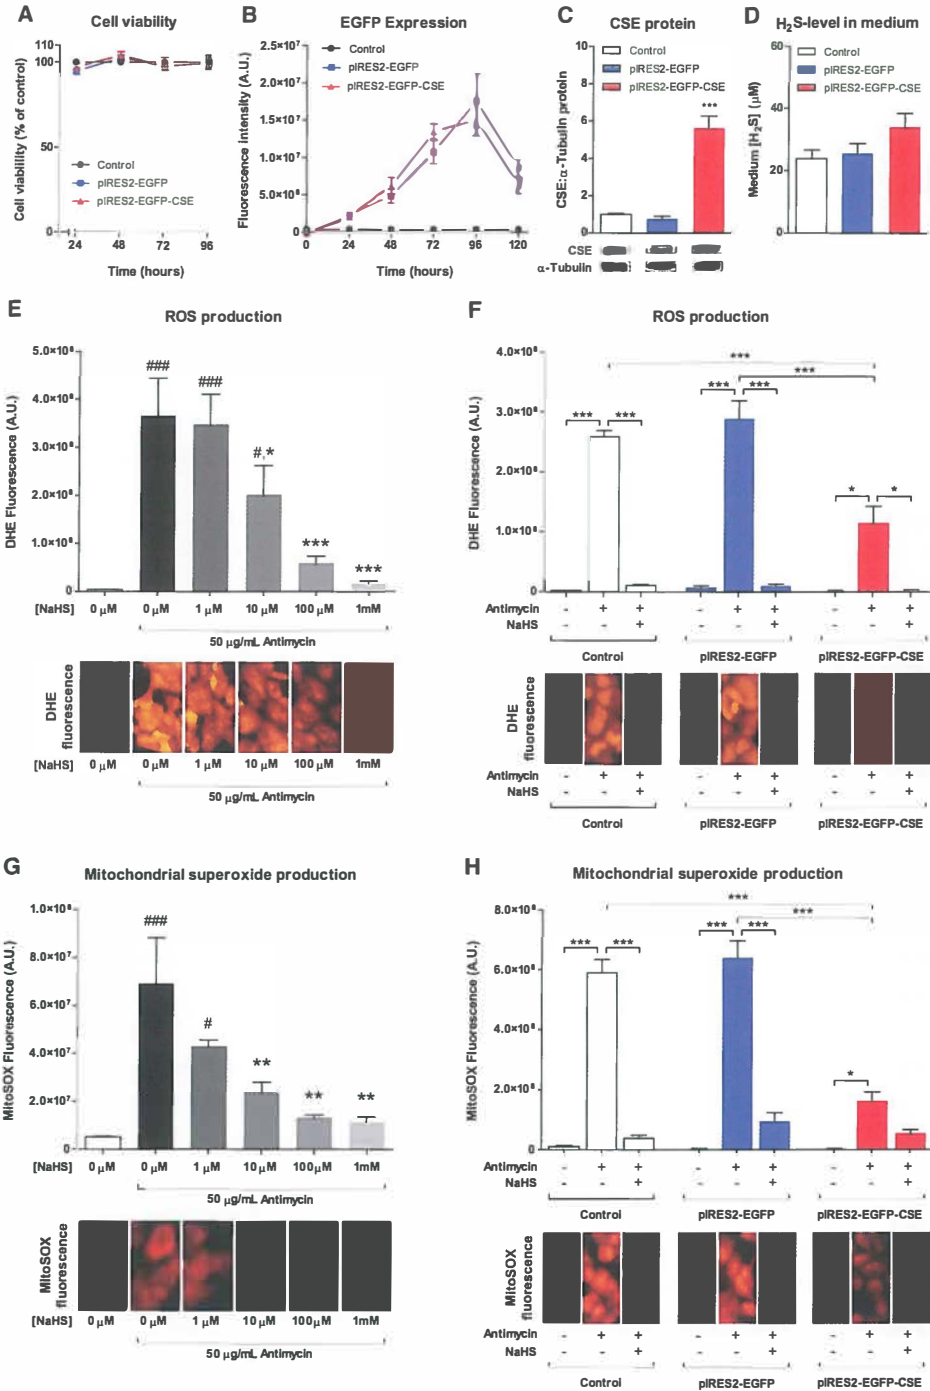 A
Cell viability
Cell viability (% of control)
110
100
50
0
24 48 72 96
Time (hours)
Control
pIRES2-EGFP
pIRES2-EGFP-CSE
B
EGFP Expression
Fluorescence intensity (A.U.)
2.5×10⁷
2.0×10⁷
1.5×10⁷
1.0×10⁷
5.0×10⁶
0
0 24 48 72 96 120
Time (hours)
Control
pIRES2-EGFP
pIRES2-EGFP-CSE
C
CSE protein
CSE:α-Tubulin protein
10
8
6
4
2
0
Control
pIRES2-EGFP
pIRES2-EGFP-CSE
***
CSE
α-Tubulin
D
H₂S-level in medium
Medium [H₂S] (µM)
60
40
20
0
Control
pIRES2-EGFP
pIRES2-EGFP-CSE
E
ROS production
DHE Fluorescence (A.U.)
5.0×10⁸
4.0×10⁸
3.0×10⁸
2.0×10⁸
1.0×10⁸
0
### ### #,* *** ***
[NaHS] 0 µM 0 µM 1 µM 10 µM 100 µM 1mM
50 µg/mL Antimycin
DHE
fluorescence
[NaHS] 0 µM 0 µM 1 µM 10 µM 100 µM 1mM
50 µg/mL Antimycin
F
ROS production
DHE Fluorescence (A.U.)
4.0×10⁸
3.0×10⁸
2.0×10⁸
1.0×10⁸
0
***
***
*** ***
*** ***
* *
Antimycin - + + - + + - + +
NaHS - - + - - + - - +
Control pIRES2-EGFP pIRES2-EGFP-CSE
DHE
fluorescence
Antimycin - + + - + + - + +
NaHS - - + - - + - - +
Control pIRES2-EGFP pIRES2-EGFP-CSE
G
Mitochondrial superoxide production
MitoSOX Fluorescence (A.U.)
1.0×10⁸
8.0×10⁷
6.0×10⁷
4.0×10⁷
2.0×10⁷
0
### # ** ** **
[NaHS] 0 µM 0 µM 1 µM 10 µM 100µM 1mM
50 µg/mL Antimycin
MitoSOX
fluorescence
[NaHS] 0 µM 0 µM 1 µM 10 µM 100µM 1mM
50 µg/mL Antimycin
H
Mitochondrial superoxide production
MitoSOX Fluorescence (A.U.)
8.0×10⁸
6.0×10⁸
4.0×10⁸
2.0×10⁸
0
***
***
*** ***
*** ***
*
Antimycin - + + - + + - + +
NaHS - - + - - + - - +
Control pIRES2-EGFP pIRES2-EGFP-CSE
MitoSOX
fluorescence
Antimycin - + + - + + - + +
NaHS - - + - - + - - +
Control pIRES2-EGFP pIRES2-EGFP-CSE